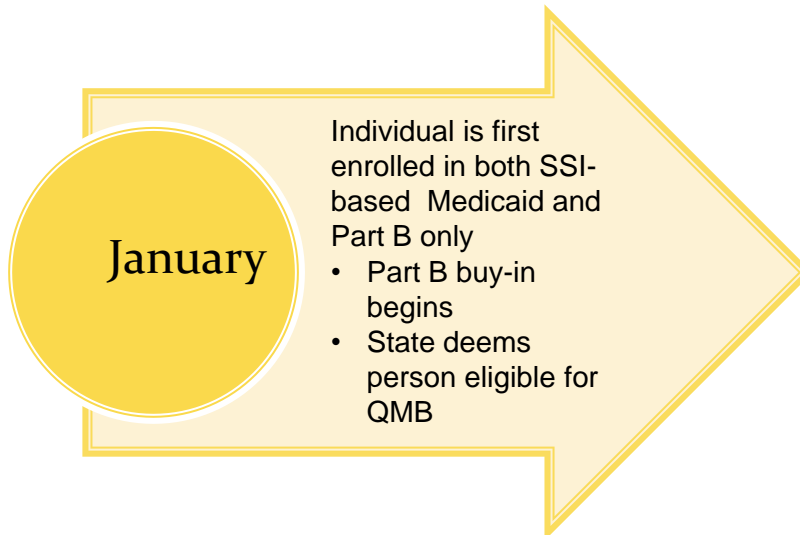 January
Individual is first
enrolled in both SSI-
based  Medicaid and
Part B only
• Part B buy-in
begins
• State deems
person eligible for
QMB